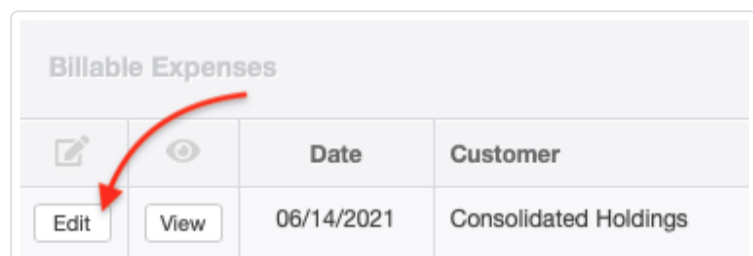 Billable Expenses
Date Customer
Edit View 06/14/2021 Consolidated Holdings